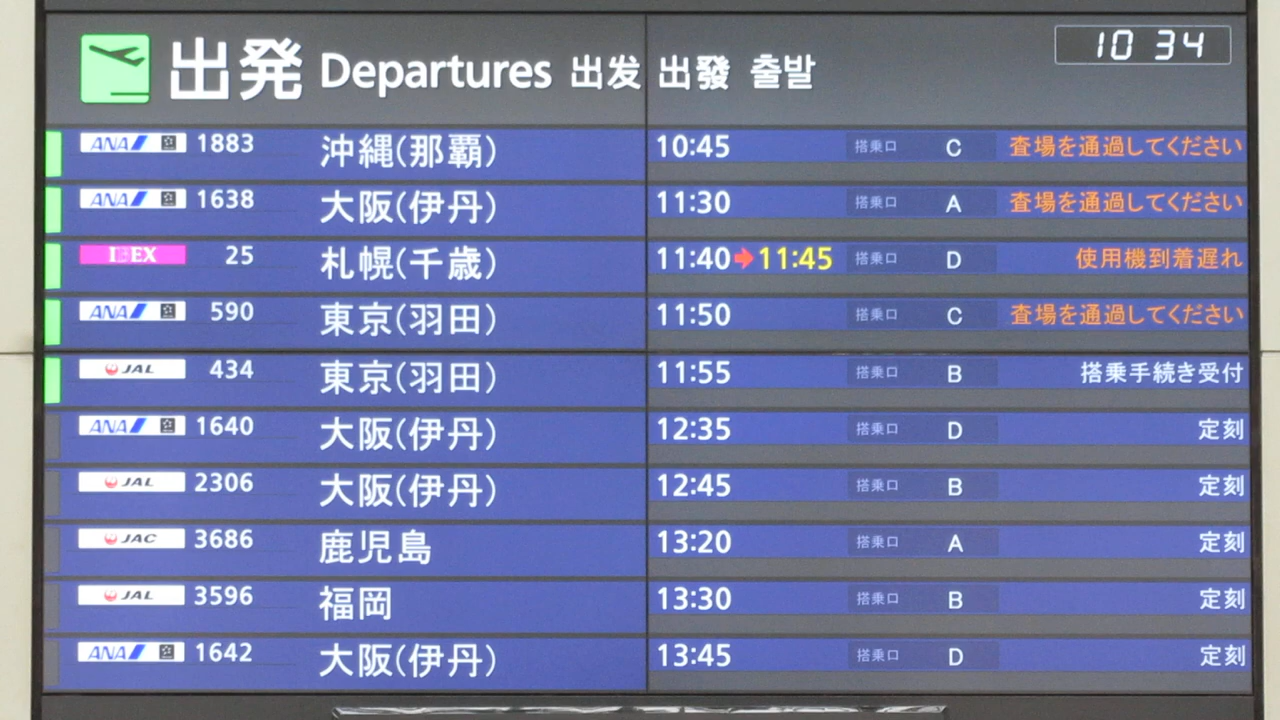 出発 Departures 出发 出發 출발 10 34
ANA 1883 沖縄(那覇) 10:45 搭乗口 C 査場を通過してください
ANA 1638 大阪(伊丹) 11:30 搭乗口 A 査場を通過してください
IBEX 25 札幌(千歳) 11:40 11:45 搭乗口 D 使用機到着遅れ
ANA 590 東京(羽田) 11:50 搭乗口 C 査場を通過してください
JAL 434 東京(羽田) 11:55 搭乗口 B 搭乗手続き受付
ANA 1640 大阪(伊丹) 12:35 搭乗口 D 定刻
JAL 2306 大阪(伊丹) 12:45 搭乗口 B 定刻
JAC 3686 鹿児島 13:20 搭乗口 A 定刻
JAL 3596 福岡 13:30 搭乗口 B 定刻
ANA 1642 大阪(伊丹) 13:45 搭乗口 D 定刻